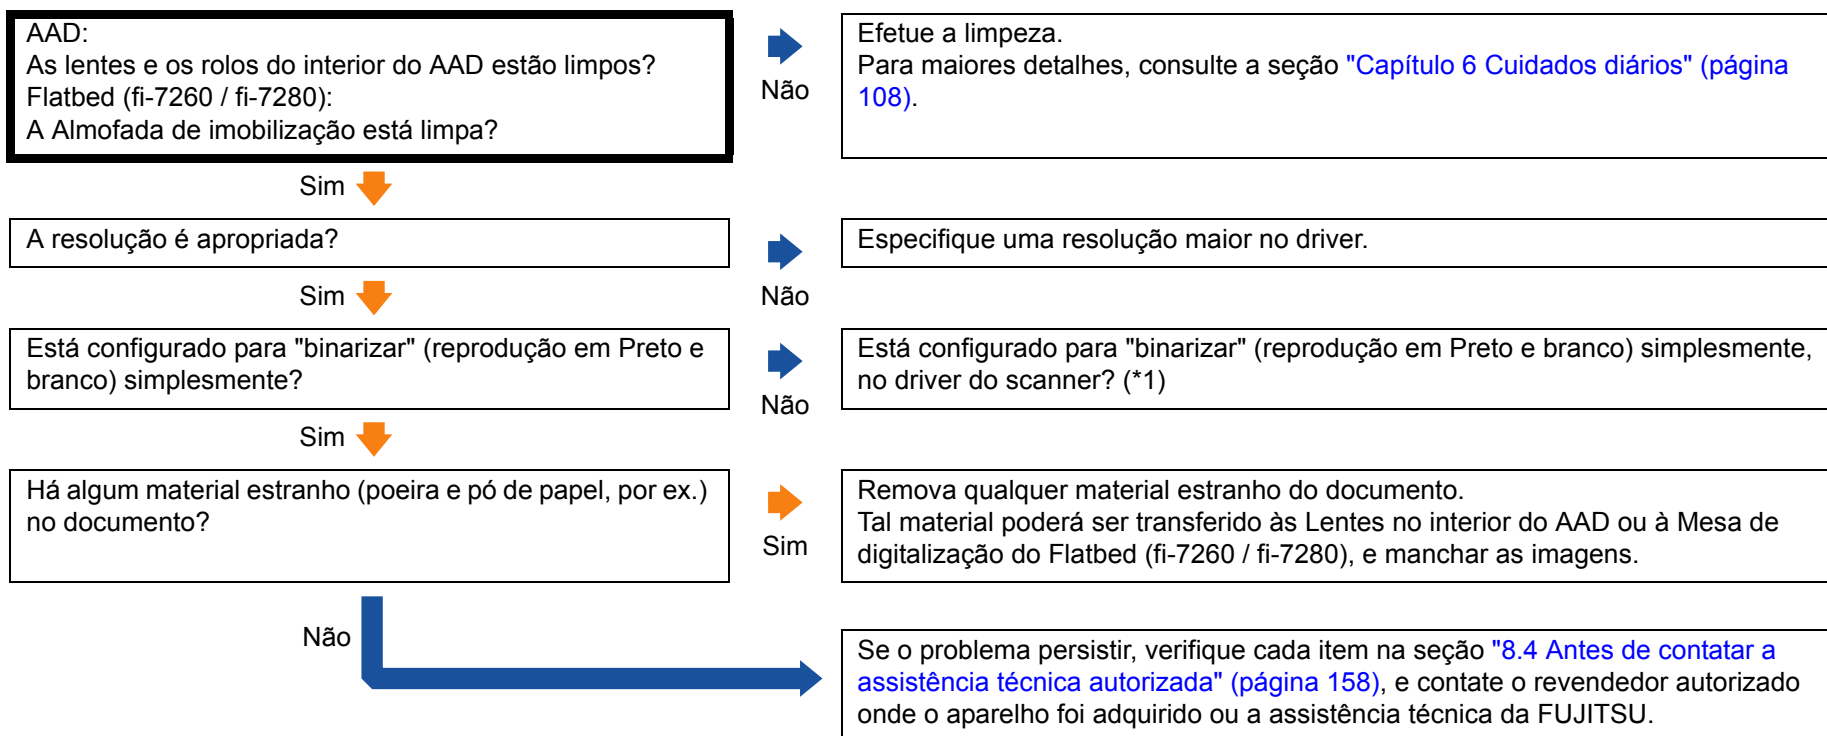 AAD:
As lentes e os rolos do interior do AAD estão limpos?
Flatbed (fi-7260 / fi-7280):
A Almofada de imobilização está limpa?
Não
Efetue a limpeza.
Para maiores detalhes, consulte a seção "Capítulo 6 Cuidados diários" (página
108).
Sim
A resolução é apropriada?
Não
Especifique uma resolução maior no driver.
Sim
Está configurado para "binarizar" (reprodução em Preto e
branco) simplesmente?
Não
Está configurado para "binarizar" (reprodução em Preto e branco) simplesmente,
no driver do scanner? (*1)
Sim
Há algum material estranho (poeira e pó de papel, por ex.)
no documento?
Sim
Remova qualquer material estranho do documento.
Tal material poderá ser transferido às Lentes no interior do AAD ou à Mesa de
digitalização do Flatbed (fi-7260 / fi-7280), e manchar as imagens.
Não
Se o problema persistir, verifique cada item na seção "8.4 Antes de contatar a
assistência técnica autorizada" (página 158), e contate o revendedor autorizado
onde o aparelho foi adquirido ou a assistência técnica da FUJITSU.